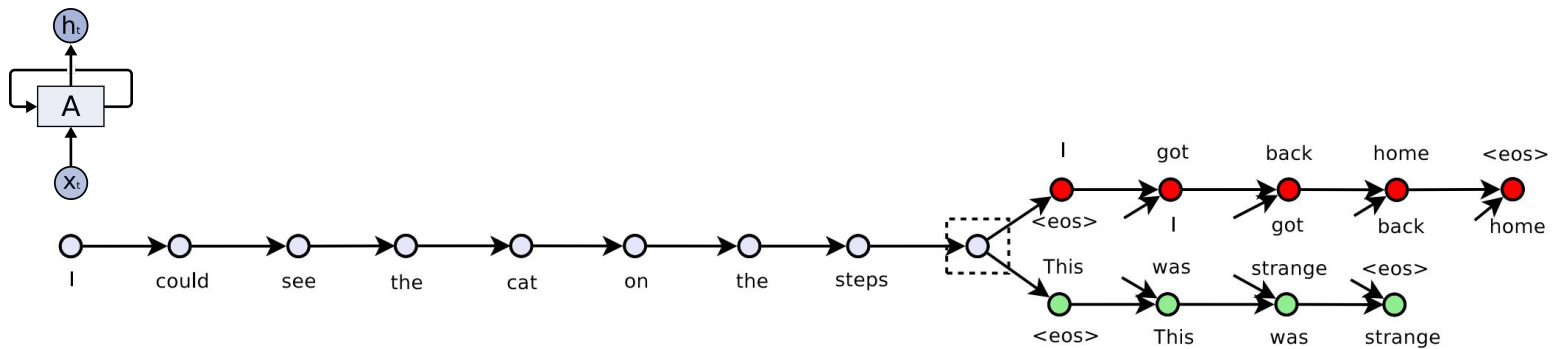 ht
A
xt
I got back home <eos>
<eos> I got back home
I could see the cat on the steps
This was strange <eos>
<eos> This was strange